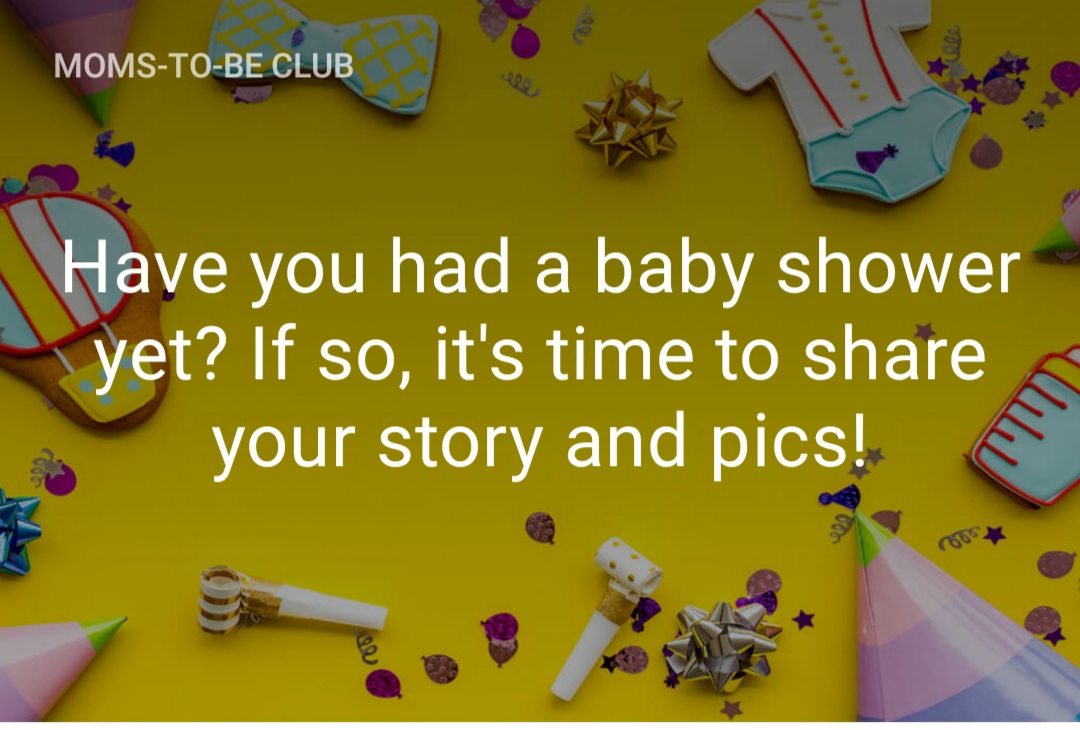 MOMS-TO-BE CLUB
Have you had a baby shower
yet? If so, it's time to share
your story and pics!